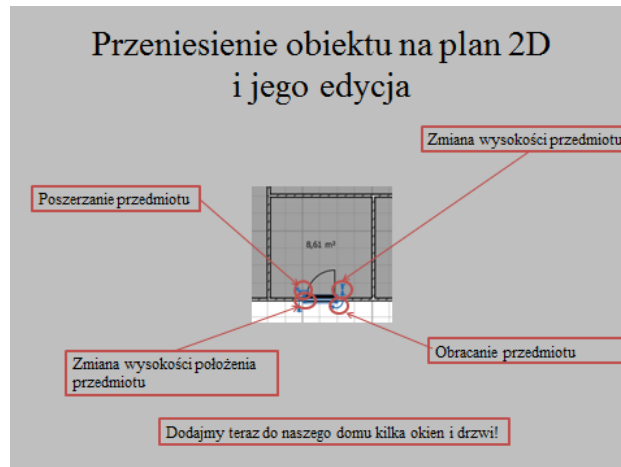 Przeniesienie obiektu na plan 2D
i jego edycja
Zmiana wysokości przedmiotu
Poszerzanie przedmiotu
8,61 m²
Zmiana wysokości położenia
przedmiotu
Obracanie przedmiotu
Dodajmy teraz do naszego domu kilka okien i drzwi!